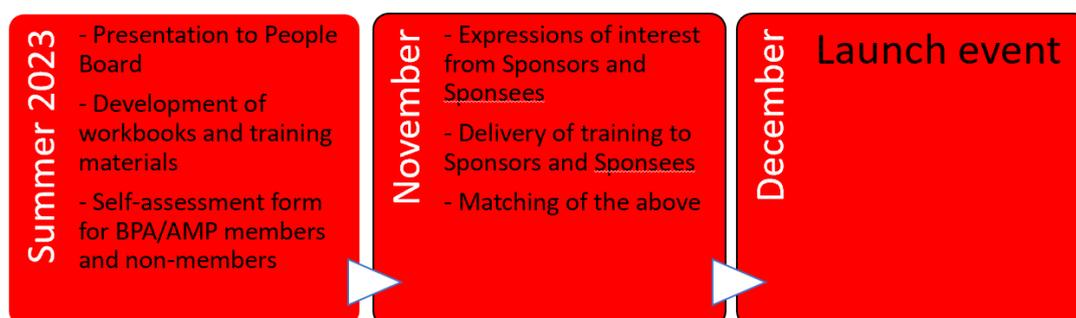 Summer 2023
- Presentation to People
Board
- Development of
workbooks and training
materials
- Self-assessment form
for BPA/AMP members
and non-members
November
- Expressions of interest
from Sponsors and
Sponsees
- Delivery of training to
Sponsors and Sponsees
- Matching of the above
December
Launch event